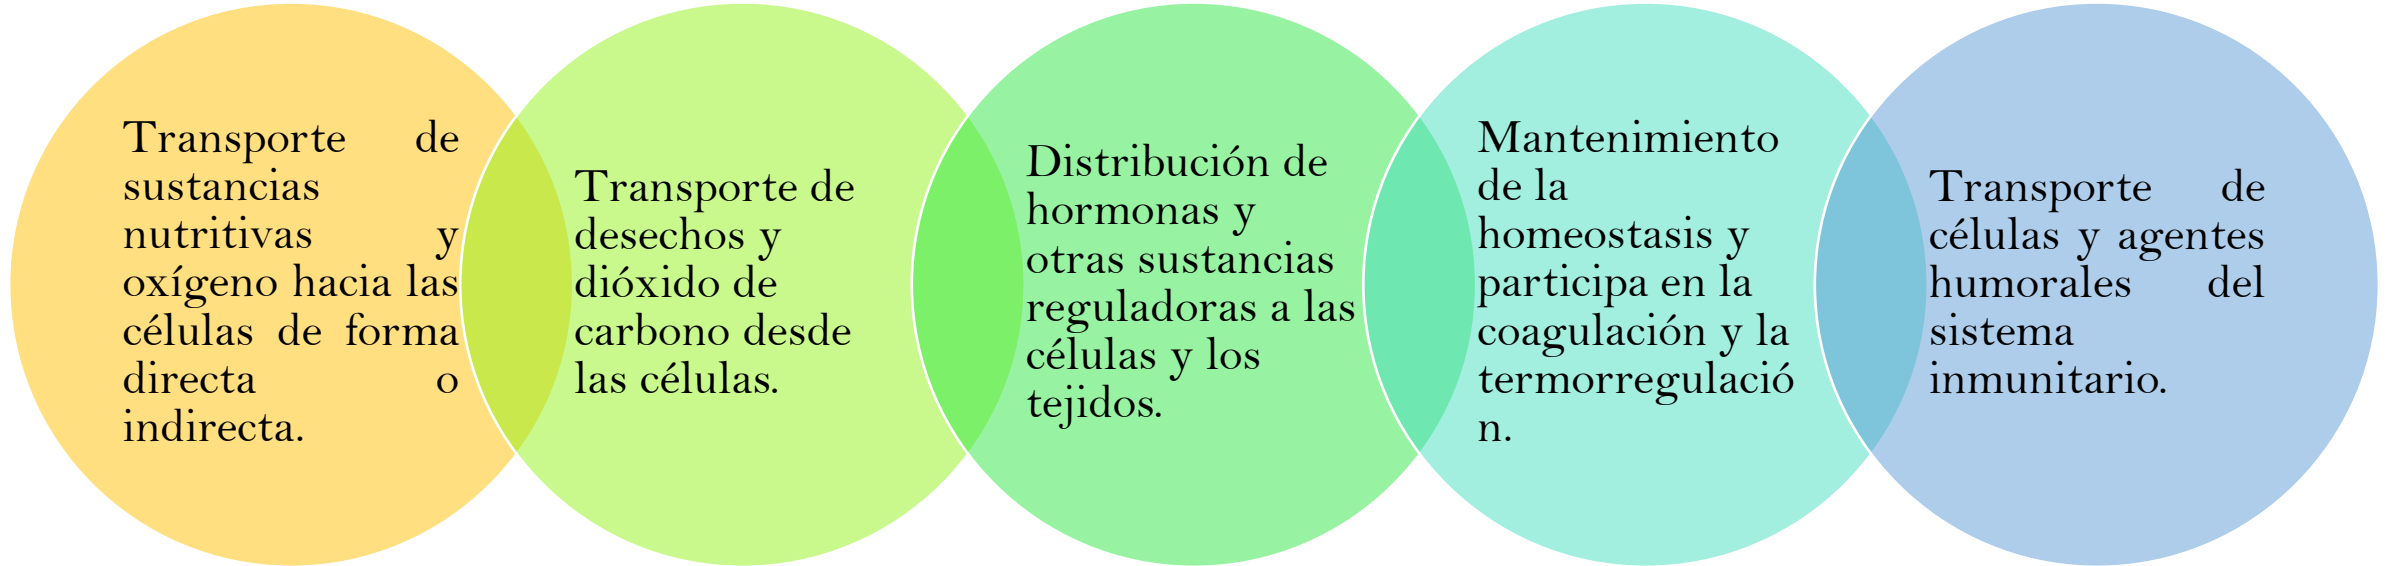 Transporte de
sustancias
nutritivas y
oxígeno hacia las
células de forma
directa o
indirecta.
Transporte de
desechos y
dióxido de
carbono desde
las células.
Distribución de
hormonas y
otras sustancias
reguladoras a las
células y los
tejidos.
Mantenimiento
de la
homeostasis y
participa en la
coagulación y la
termorregulació
n.
Transporte de
células y agentes
humorales del
sistema
inmunitario.